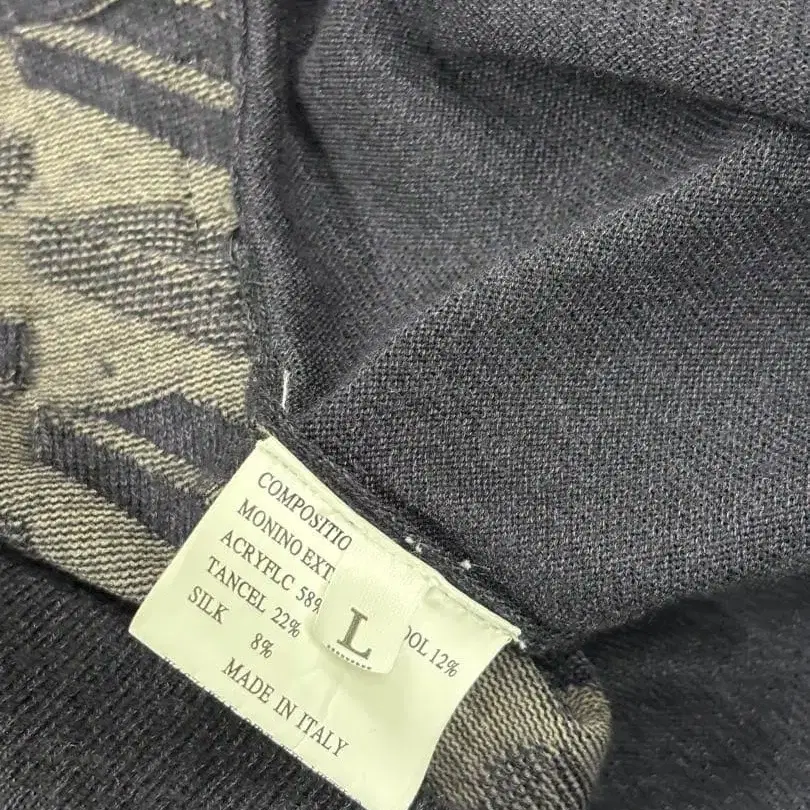 COMPOSITIO
MONINO EXT OOL 12%
ACRYFLC 58%
TANCEL 22%
SILK 8%
MADE IN ITALY
L